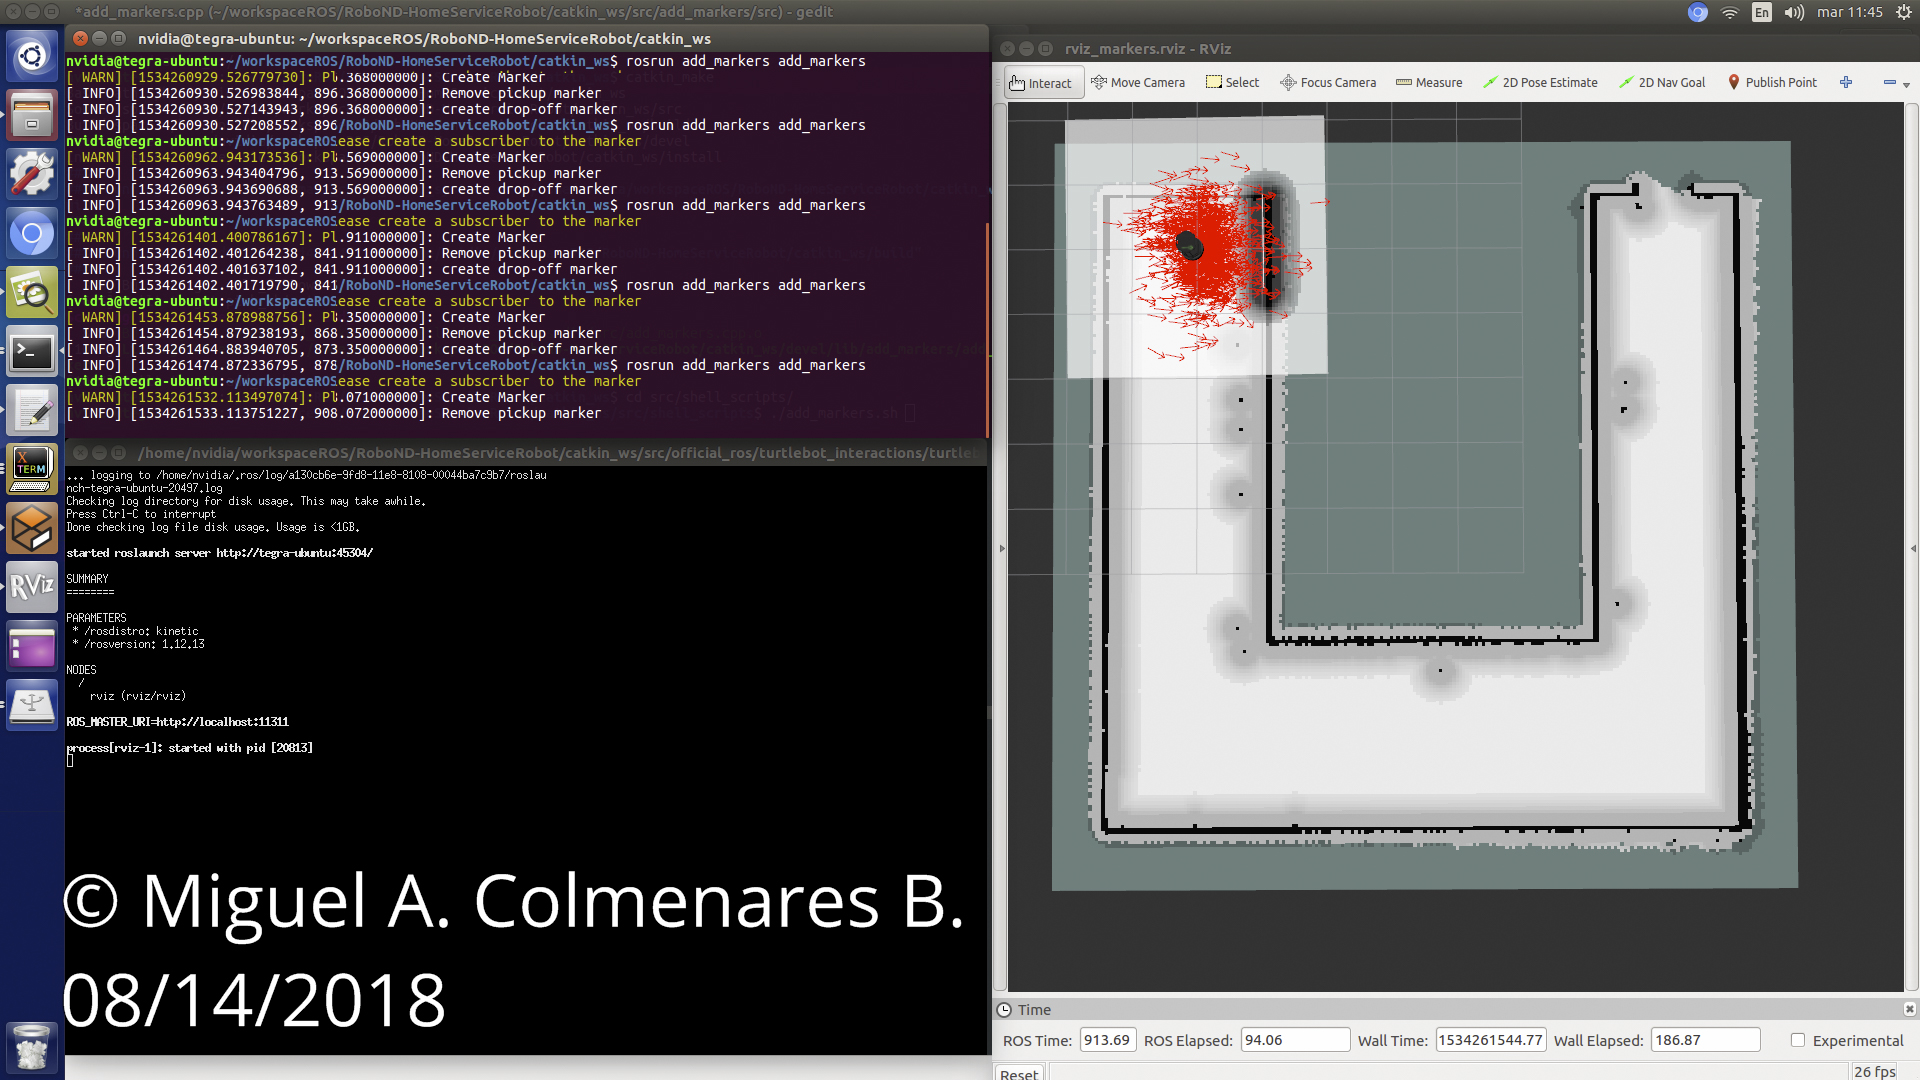 *add_markers.cpp (~/workspaceROS/RoboND-HomeServiceRobot/catkin_ws/src/add_markers/src) - gedit
En
mar 11:45
nvidia@tegra-ubuntu: ~/workspaceROS/RoboND-HomeServiceRobot/catkin_ws
nvidia@tegra-ubuntu:~/workspaceROS/RoboND-HomeServiceRobot/catkin_ws$ rosrun add_markers add_markers
[ WARN] [1534260929.526779730]: Pl.368000000]: Create Marker
[ INFO] [1534260930.526983844, 896.368000000]: Remove pickup marker
[ INFO] [1534260930.527143943, 896.368000000]: create drop-off marker
[ INFO] [1534260930.527208552, 896/RoboND-HomeServiceRobot/catkin_ws$ rosrun add_markers add_markers
nvidia@tegra-ubuntu:~/workspaceROSease create a subscriber to the marker
[ WARN] [1534260962.943173536]: Pl.569000000]: Create Marker
[ INFO] [1534260963.943404796, 913.569000000]: Remove pickup marker
[ INFO] [1534260963.943690688, 913.569000000]: create drop-off marker
[ INFO] [1534260963.943763489, 913/RoboND-HomeServiceRobot/catkin_ws$ rosrun add_markers add_markers
nvidia@tegra-ubuntu:~/workspaceROSease create a subscriber to the marker
[ WARN] [1534261401.400786167]: Pl.911000000]: Create Marker
[ INFO] [1534261402.401264238, 841.911000000]: Remove pickup marker
[ INFO] [1534261402.401637102, 841.911000000]: create drop-off marker
[ INFO] [1534261402.401719790, 841/RoboND-HomeServiceRobot/catkin_ws$ rosrun add_markers add_markers
nvidia@tegra-ubuntu:~/workspaceROSease create a subscriber to the marker
[ WARN] [1534261453.878988756]: Pl.350000000]: Create Marker
[ INFO] [1534261454.879238193, 868.350000000]: Remove pickup marker
[ INFO] [1534261464.883940705, 873.350000000]: create drop-off marker
[ INFO] [1534261474.872336795, 878/RoboND-HomeServiceRobot/catkin_ws$ rosrun add_markers add_markers
nvidia@tegra-ubuntu:~/workspaceROSease create a subscriber to the marker
[ WARN] [1534261532.113497074]: Pl.071000000]: Create Marker
[ INFO] [1534261533.113751227, 908.072000000]: Remove pickup marker
/home/nvidia/workspaceROS/RoboND-HomeServiceRobot/catkin_ws/src/official_ros/turtlebot_interactions/turtleb
... logging to /home/nvidia/.ros/log/a130cb6e-9fd8-11e8-8108-00044ba7c9b7/roslau
nch-tegra-ubuntu-20497.log
Checking log directory for disk usage. This may take awhile.
Press Ctrl-C to interrupt
Done checking log file disk usage. Usage is <1GB.
started roslaunch server http://tegra-ubuntu:45304/
SUMMARY
========
PARAMETERS
* /rosdistro: kinetic
* /rosversion: 1.12.13
NODES
/
rviz (rviz/rviz)
ROS_MASTER_URI=http://localhost:11311
process[rviz-1]: started with pid [20813]
© Miguel A. Colmenares B.
08/14/2018
X
TERM
RViz
rviz_markers.rviz - RViz
Interact Move Camera Select Focus Camera Measure 2D Pose Estimate 2D Nav Goal Publish Point
Time
ROS Time: 913.69 ROS Elapsed: 94.06 Wall Time: 1534261544.77 Wall Elapsed: 186.87 Experimental
Reset 26 fps